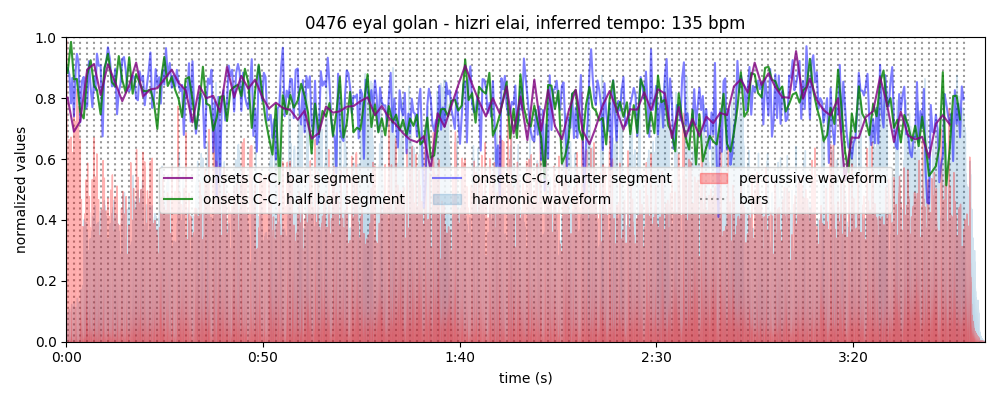 0476 eyal golan - hizri elai, inferred tempo: 135 bpm
normalized values
1.0
0.8
0.6
0.4
0.2
0.0
onsets C-C, bar segment
onsets C-C, half bar segment
onsets C-C, quarter segment
harmonic waveform
percussive waveform
bars
0:00 0:50 1:40 2:30 3:20
time (s)